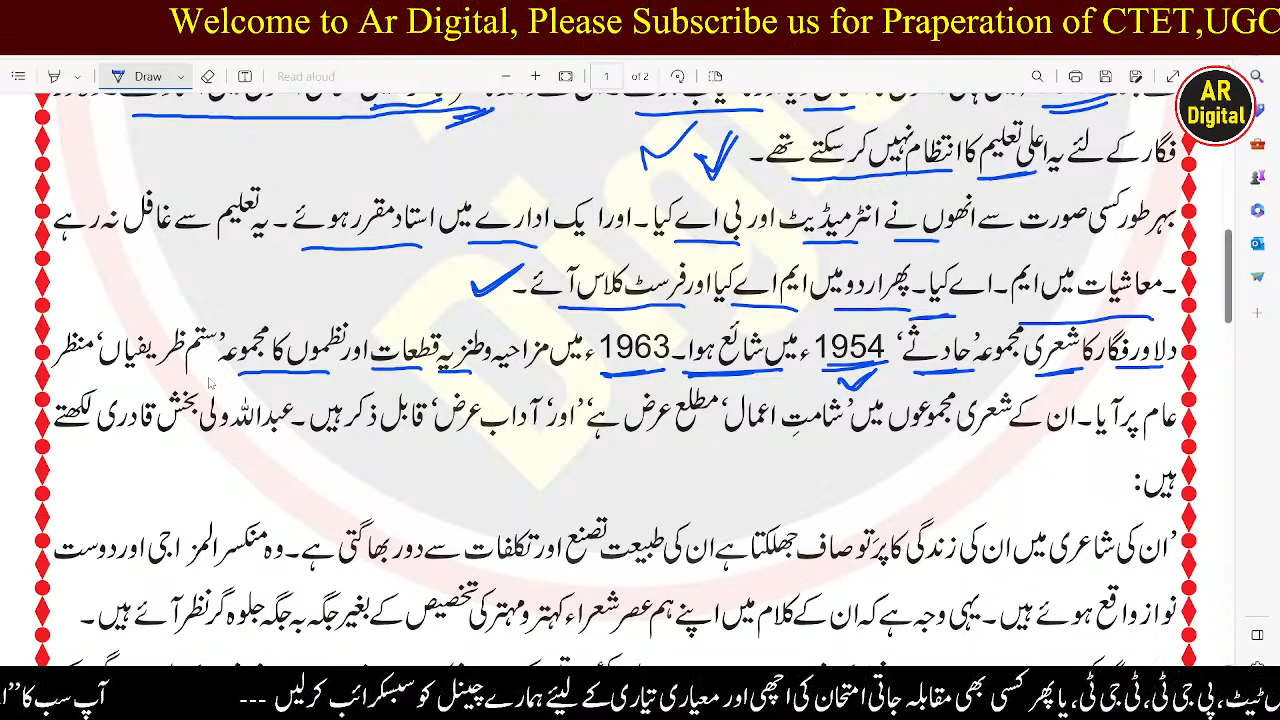 Welcome to Ar Digital, Please Subscribe us for Praperation of CTET,UGC
Draw
Read aloud
1 of 2
AR
Digital
فگار کے لئے یہ اعلی تعلیم کا انتظام نہیں کر سکتے تھے۔
بہر طور کسی صورت سے انھوں نے انٹر میڈیٹ اور بی اے کیا۔ اور ایک ادارے میں استاد مقرر ہوئے ۔ یہ تعلیم سے غافل نہ رہے
۔ معاشیات میں ایم۔ اے کیا۔ پھر اردو میں ایم اے کیا اور فرسٹ کلاس آئے ۔
دلاور فگار کا شعری مجموعہ ’حادثے‘ 1954ء میں شائع ہوا۔ 1963ء میں مزاحیہ و طنزیہ قطعات اور نظموں کا مجموعہ ’ستم ظریفیاں‘ منظر
عام پر آیا۔ ان کے شعری مجموعوں میں ’شامتِ اعمال‘ ’مطلع عرض ہے‘ اور ’آداب عرض‘ قابل ذکر ہیں۔ عبداللہ ولی بخش قادری لکھتے
ہیں:
’ان کی شاعری میں ان کی زندگی کا پرَتو صاف جھلکتا ہے ان کی طبیعت تصنع اور تکلفات سے دور بھاگتی ہے۔ وہ منکسر المزاجی اور دوست
نواز واقع ہوئے ہیں۔ یہی وجہ ہے کہ ان کے کلام میں اپنے ہم عصر شعراء کہتر و مہتر کی تخصیص کے بغیر جگہ بہ جگہ جلوہ گر نظر آئے ہیں۔
ٹیٹ، پی جی ٹی، ٹی جی ٹی، یا پھر کسی بھی مقابلہ جاتی امتحان کی اچھی اور معیاری تیاری کے لیئے ہمارے چینل کو سبسکرائب کرلیں --- آپ سب کا